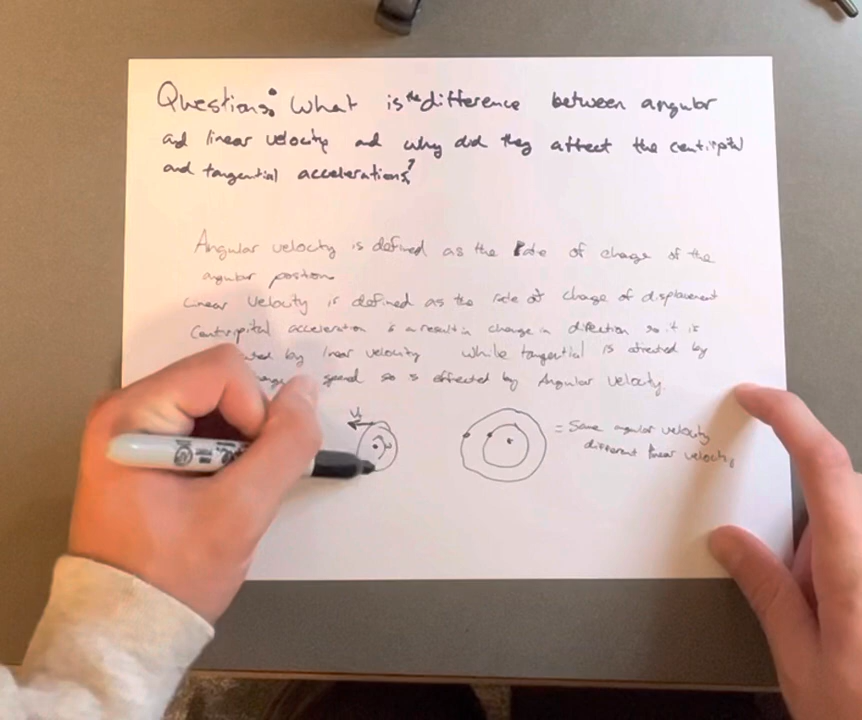 Questions: What is the difference between angular
and linear velocity and why did they affect the centripital
and tangential accelerations?
Angular velocity is defined as the Rate of change of the
angular position
Linear Velocity is defined as the rate of change of displacement
Centripital acceleration is a result in change in direction so it is
by linear velocity while tangential is affected by
speed so is effected by Angular Velocity.
V
= Same angular velocity
different linear velocity